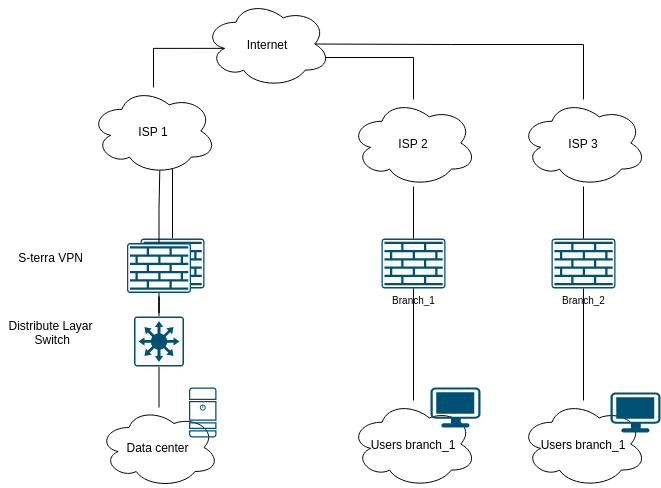 Internet
ISP 1
ISP 2
ISP 3
S-terra VPN
Branch_1
Branch_2
Distribute Layar
Switch
Data center
Users branch_1
Users branch_1